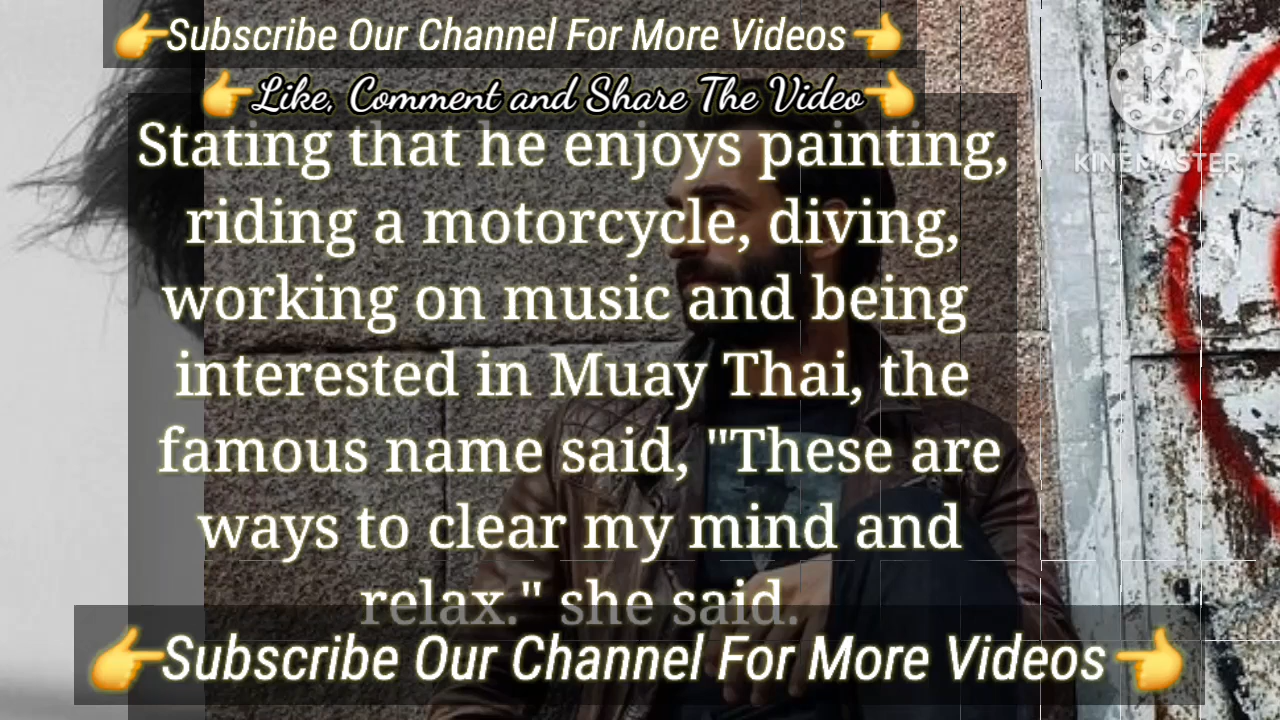 👉Subscribe Our Channel For More Videos👈
👉Like, Comment and Share The Video👈
Stating that he enjoys painting,
riding a motorcycle, diving,
working on music and being
interested in Muay Thai, the
famous name said, "These are
ways to clear my mind and
relax." she said.
👉Subscribe Our Channel For More Videos👈
K
KINEMASTER